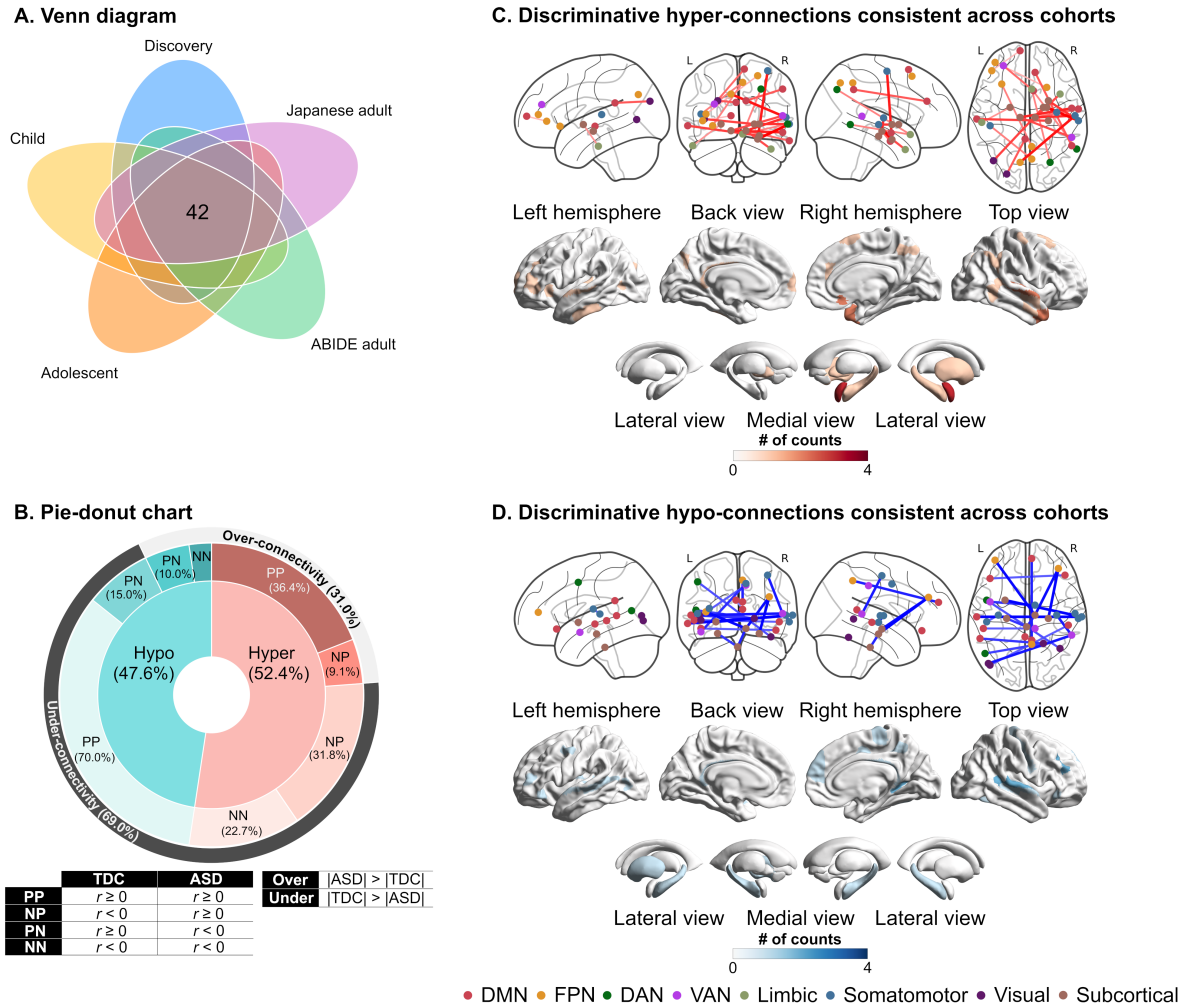 A. Venn diagram
Discovery
Japanese adult
Child
42
ABIDE adult
Adolescent
B. Pie-donut chart
Over-connectivity (31.0%)
Under-connectivity (69.0%)
PN
(15.0%)
PN
(10.0%)
NN
PP
(36.4%)
Hypo
(47.6%)
Hyper
(52.4%)
NP
(9.1%)
PP
(70.0%)
NP
(31.8%)
NN
(22.7%)
TDC ASD
PP r ≥ 0 r ≥ 0
NP r < 0 r ≥ 0
PN r ≥ 0 r < 0
NN r < 0 r < 0
Over |ASD| > |TDC|
Under |TDC| > |ASD|
C. Discriminative hyper-connections consistent across cohorts
L R L R
Left hemisphere Back view Right hemisphere Top view
Lateral view Medial view Lateral view
# of counts
0 4
D. Discriminative hypo-connections consistent across cohorts
L R L R
Left hemisphere Back view Right hemisphere Top view
Lateral view Medial view Lateral view
# of counts
0 4
DMN FPN DAN VAN Limbic Somatomotor Visual Subcortical